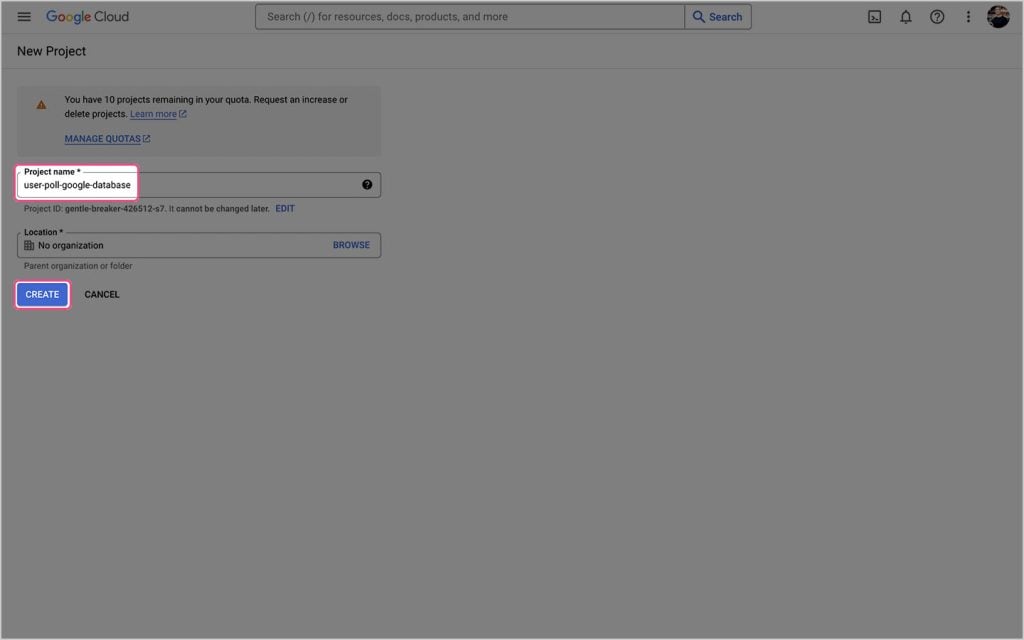 Google Cloud
Search (/) for resources, docs, products, and more
Search
New Project
You have 10 projects remaining in your quota. Request an increase or
delete projects. Learn more
MANAGE QUOTAS
Project name *
user-poll-google-database
Project ID: gentle-breaker-426512-s7. It cannot be changed later. EDIT
Location *
No organization BROWSE
Parent organization or folder
CREATE CANCEL